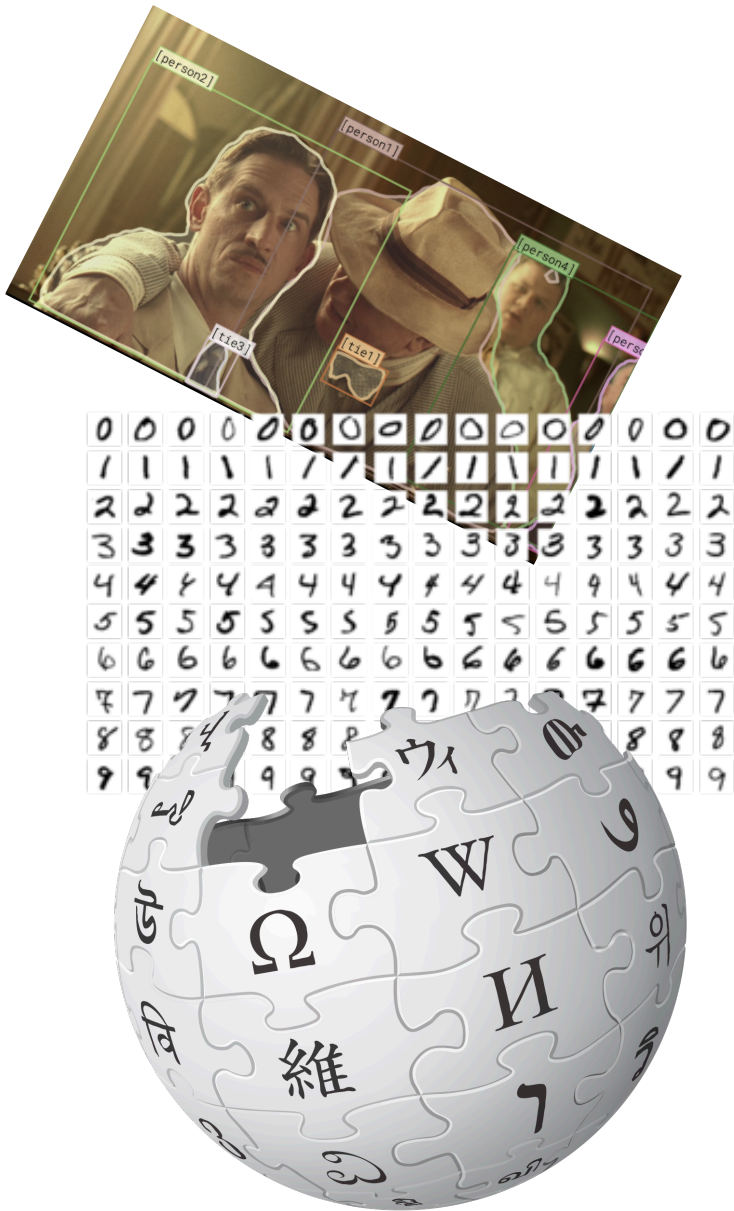 [person2]
[person1]
[person4]
[perso
[tie3]
[tie1]
0 0 0 0 0 0 0 0 0 0 0 0 0 0 0 0
1 1 1 1 1 1 1 1 1 1 1 1 1 1 1 1
2 2 2 2 2 2 2 2 2 2 2 2 2 2 2 2
3 3 3 3 3 3 3 3 3 3 3 3 3 3 3 3
4 4 4 4 4 4 4 4 4 4 4 4 4 4 4 4
5 5 5 5 5 5 5 5 5 5 5 5 5 5 5 5
6 6 6 6 6 6 6 6 6 6 6 6 6 6 6 6
7 7 7 7 7 7 7 7 7 7 7 7 7 7 7 7
8 8 8 8 8 8 8 8 8
9 9 9 9 9 9 9
ウィ
W و
Ω 위
И
वि 維